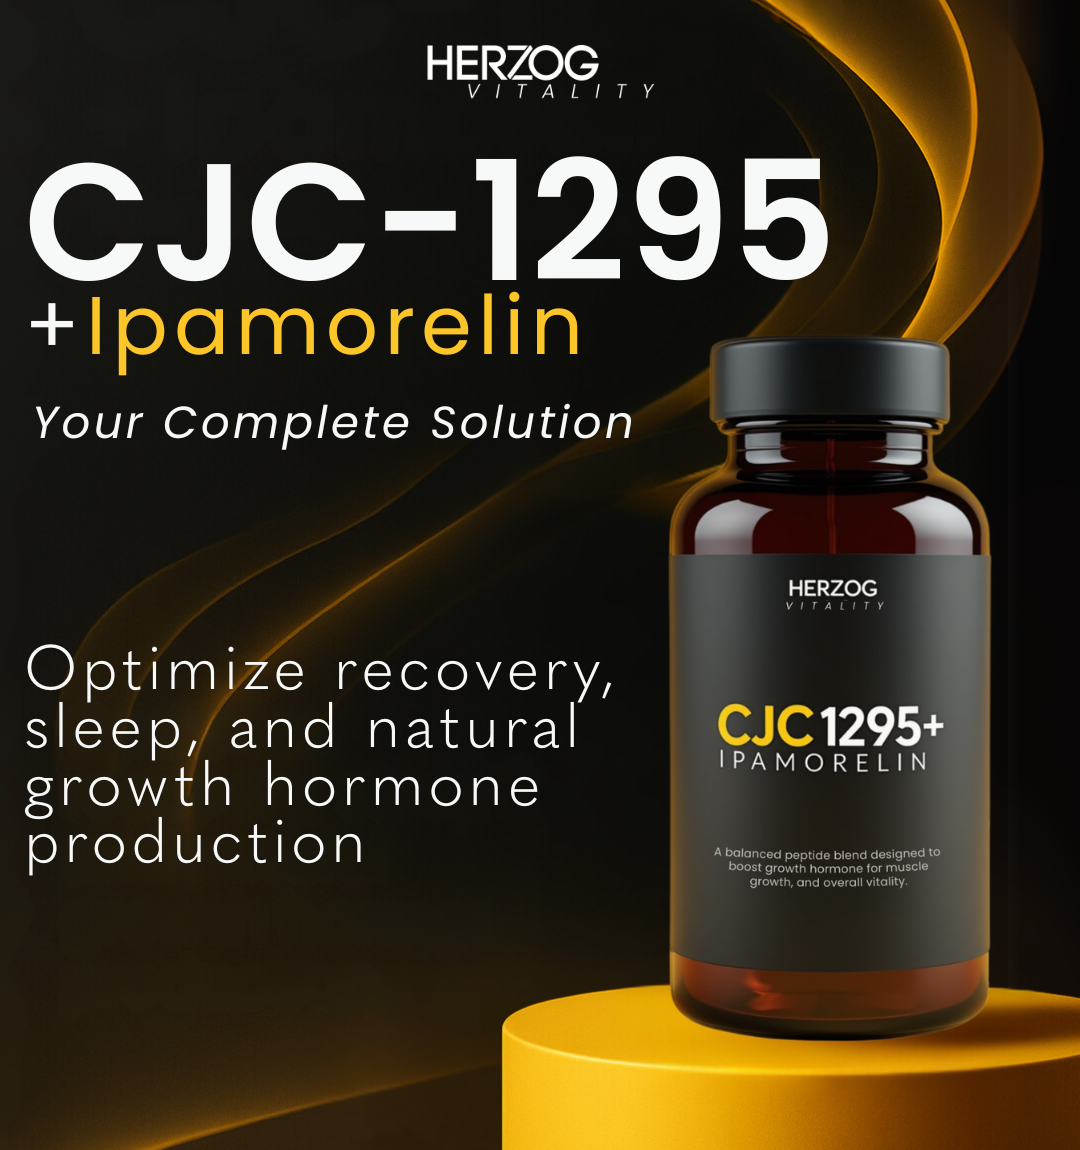 HERZOG
VITALITY
CJC-1295
+Ipamorelin
Your Complete Solution
Optimize recovery,
sleep, and natural
growth hormone
production
HERZOG
VITALITY
CJC 1295+
IPAMORELIN
A balanced peptide blend designed to
boost growth hormone for muscle
growth, and overall vitality.